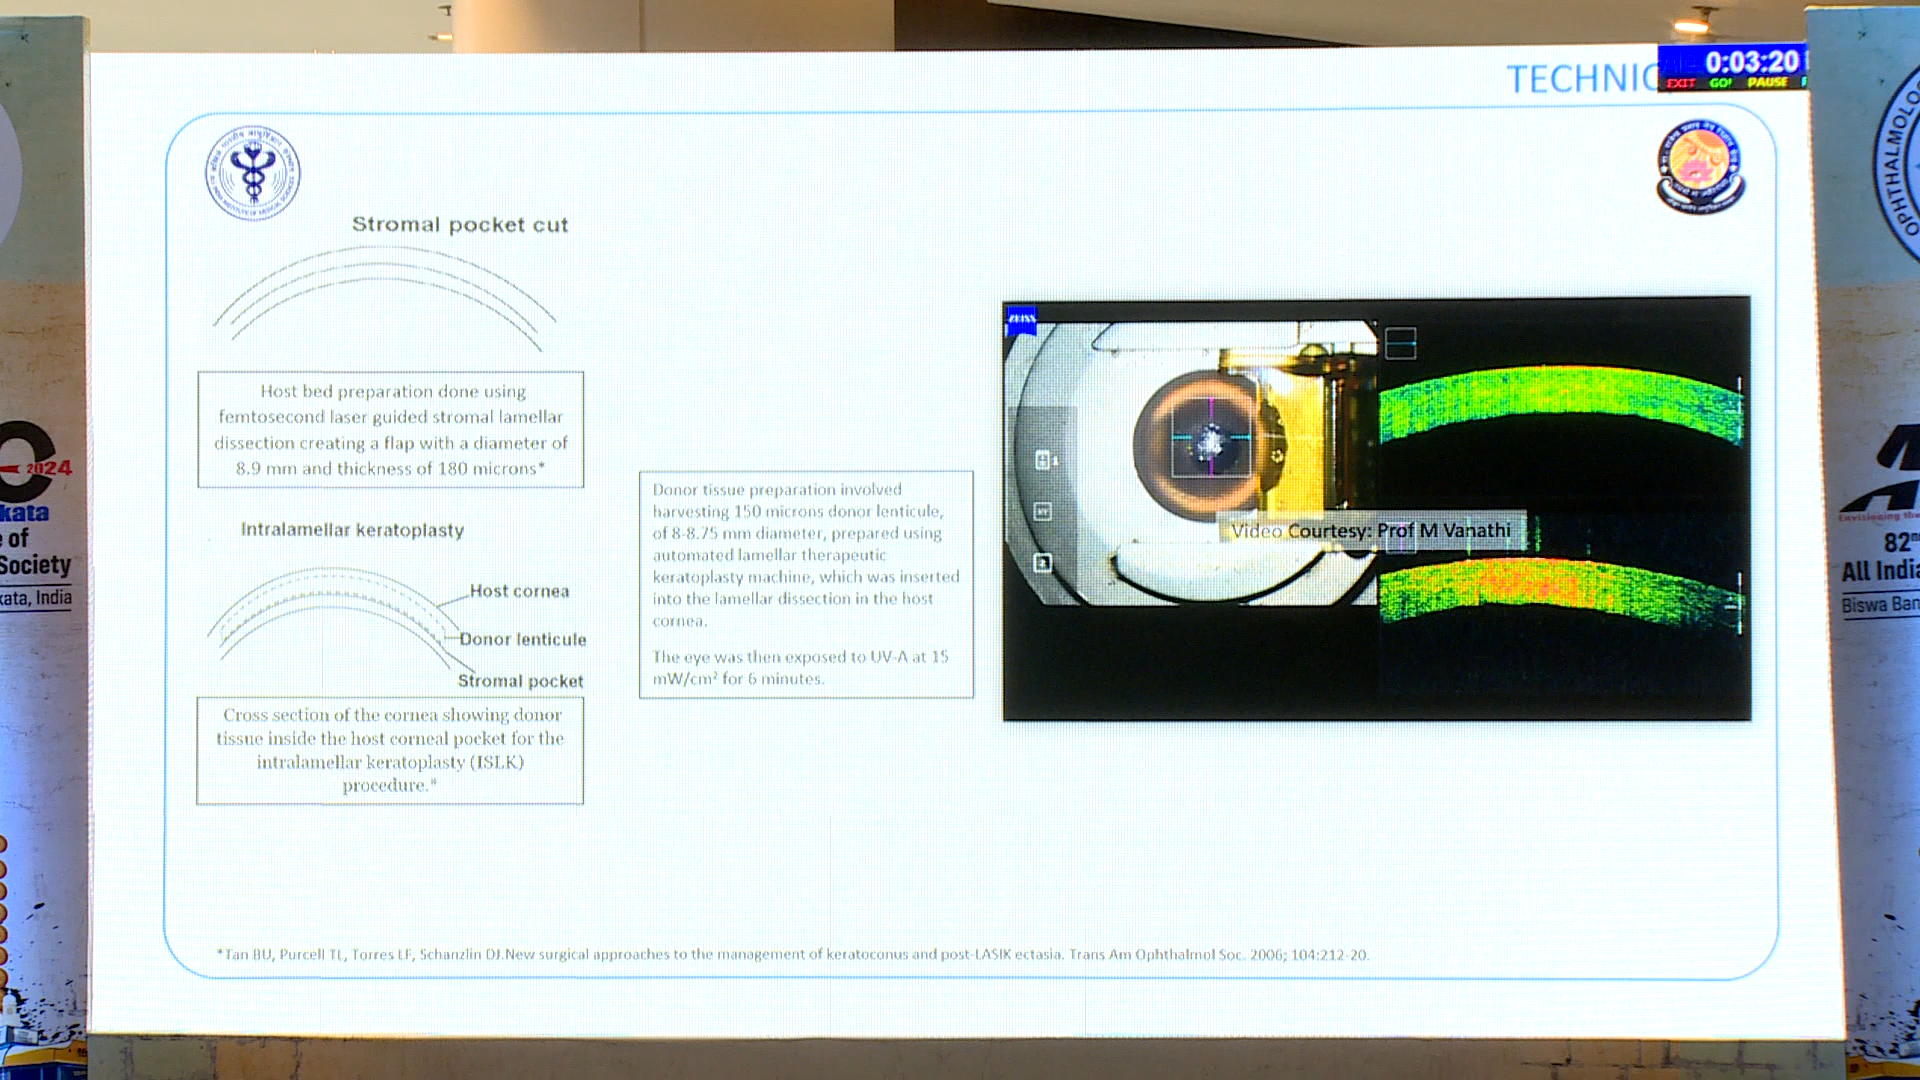 TECHNIC
0:03:20
EXIT GO! PAUSE
Stromal pocket cut
Host bed preparation done using
femtosecond laser guided stromal lamellar
dissection creating a flap with a diameter of
8.9 mm and thickness of 180 microns*
Intralamellar keratoplasty
Host cornea
Donor lenticule
Stromal pocket
Cross section of the cornea showing donor
tissue inside the host corneal pocket for the
intralamellar keratoplasty (ISLK)
procedure.*
Donor tissue preparation involved
harvesting 150 microns donor lenticule,
of 8-8.75 mm diameter, prepared using
automated lamellar therapeutic
keratoplasty machine, which was inserted
into the lamellar dissection in the host
cornea.
The eye was then exposed to UV-A at 15
mW/cm² for 6 minutes.
ZEISS
Video Courtesy: Prof M Vanathi
*Tan BU, Purcell TL, Torres LF, Schanzlin DJ.New surgical approaches to the management of keratoconus and post-LASIK ectasia. Trans Am Ophthalmol Soc. 2006; 104:212-20.
2024
kata
e of
Society
kata, India
OPHTHALMOLO
Envisioning the
82nd
All India
Biswa Ban